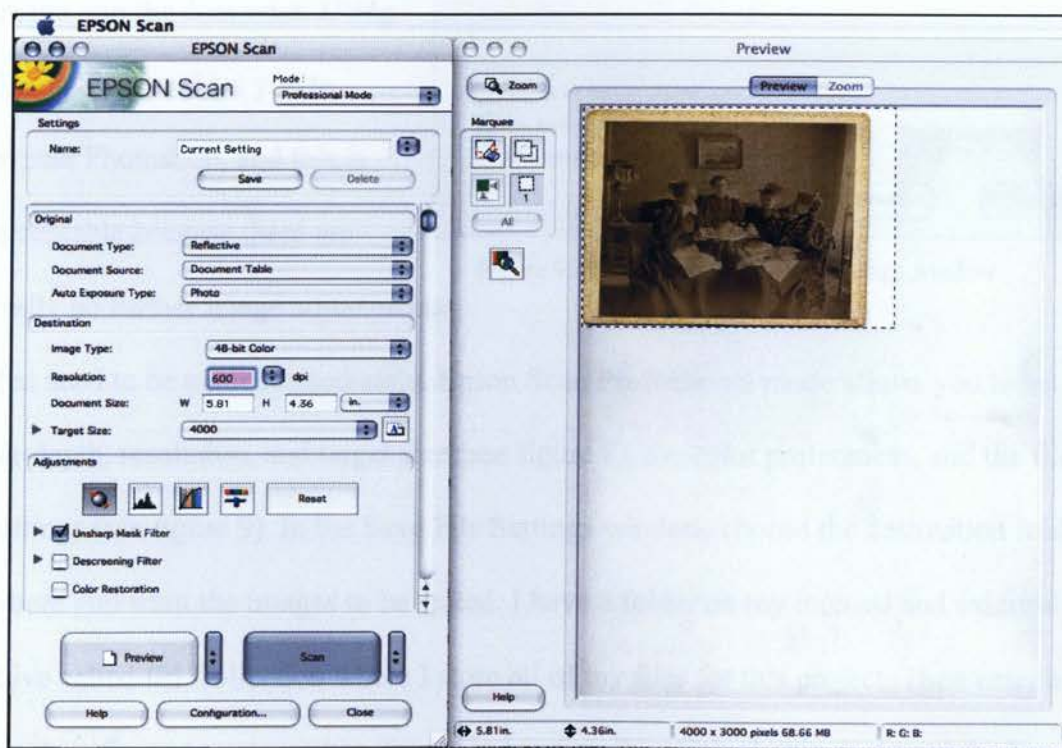 EPSON Scan
EPSON Scan
EPSON Scan
Mode:
Professional Mode
Settings
Name: Current Setting
Save Delete
Original
Document Type: Reflective
Document Source: Document Table
Auto Exposure Type: Photo
Destination
Image Type: 48-bit Color
Resolution: 600 dpi
Document Size: W 5.81 H 4.36 in.
Target Size: 4000
Adjustments
Reset
Unsharp Mask Filter
Descreening Filter
Color Restoration
Preview Scan
Help Configuration... Close
Preview
Zoom
Preview Zoom
Marquee
1
All
Help
5.81 in. 4.36 in. 4000 x 3000 pixels 68.66 MB R: G: B: